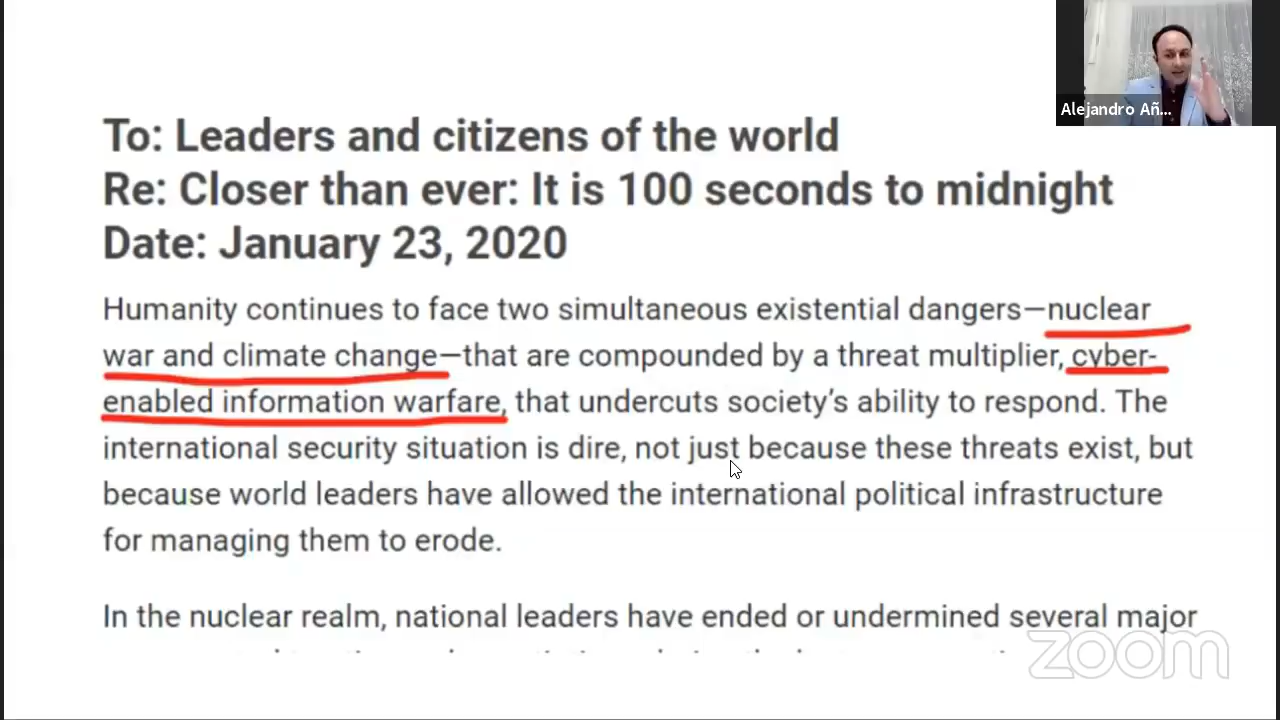 Alejandro Añ...
To: Leaders and citizens of the world
Re: Closer than ever: It is 100 seconds to midnight
Date: January 23, 2020
Humanity continues to face two simultaneous existential dangers—nuclear
war and climate change—that are compounded by a threat multiplier, cyber-
enabled information warfare, that undercuts society’s ability to respond. The
international security situation is dire, not just because these threats exist, but
because world leaders have allowed the international political infrastructure
for managing them to erode.
In the nuclear realm, national leaders have ended or undermined several major
zoom